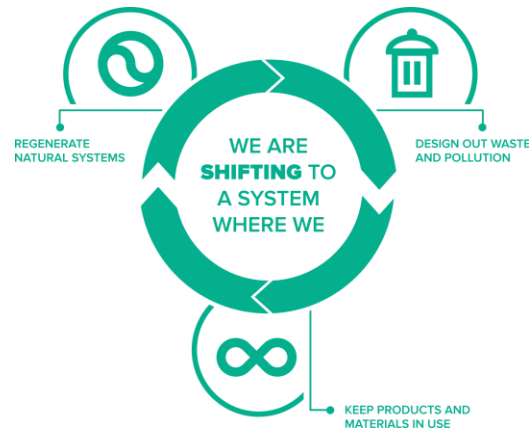 WE ARE
SHIFTING TO
A SYSTEM
WHERE WE
REGENERATE
NATURAL SYSTEMS
DESIGN OUT WASTE
AND POLLUTION
KEEP PRODUCTS AND
MATERIALS IN USE